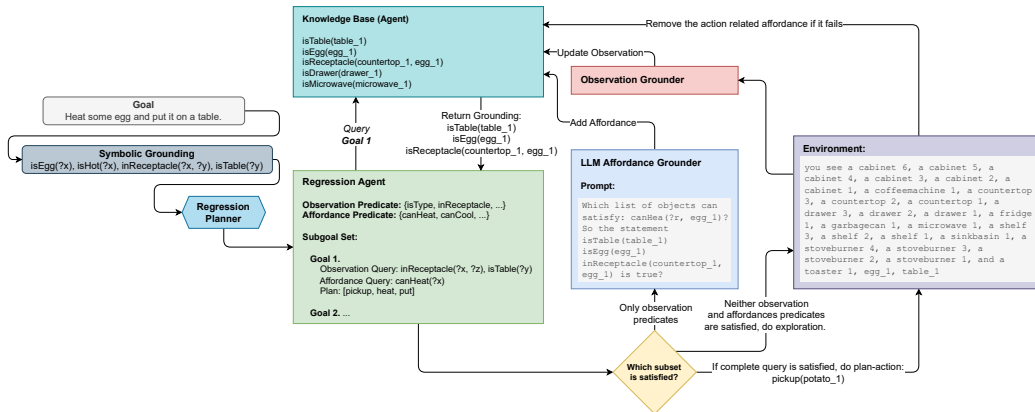 Knowledge Base (Agent)
isTable(table_1)
isEgg(egg_1)
isReceptacle(countertop_1, egg_1)
isDrawer(drawer_1)
isMicrowave(microwave_1)
Remove the action related affordance if it fails
Update Observation
Observation Grounder
Goal
Heat some egg and put it on a table.
Query
Goal 1
Return Grounding:
isTable(table_1)
isEgg(egg_1)
isReceptacle(countertop_1, egg_1)
Add Affordance
Symbolic Grounding
isEgg(?x), isHot(?x), inReceptacle(?x, ?y), isTable(?y)
Regression
Planner
Regression Agent
Observation Predicate: {isType, inReceptacle, ...}
Affordance Predicate: {canHeat, canCool, ...}
Subgoal Set:
Goal 1.
Observation Query: inReceptacle(?x, ?z), isTable(?y)
Affordance Query: canHeat(?x)
Plan: [pickup, heat, put]
Goal 2. ...
LLM Affordance Grounder
Prompt:
Which list of objects can
satisfy: canHea(?r, egg_1)?
So the statement
isTable(table_1)
isEgg(egg_1)
inReceptacle(countertop_1,
egg_1) is true?
Environment:
you see a cabinet 6, a cabinet 5, a
cabinet 4, a cabinet 3, a cabinet 2, a
cabinet 1, a coffeemachine 1, a countertop
3, a countertop 2, a countertop 1, a
drawer 3, a drawer 2, a drawer 1, a fridge
1, a garbagecan 1, a microwave 1, a shelf
3, a shelf 2, a shelf 1, a sinkbasin 1, a
stoveburner 4, a stoveburner 3, a
stoveburner 2, a stoveburner 1, and a
toaster 1, egg_1, table_1
Only observation
predicates
Neither observation
and affordances predicates
are satisfied, do exploration.
Which subset
is satisfied?
If complete query is satisfied, do plan-action:
pickup(potato_1)